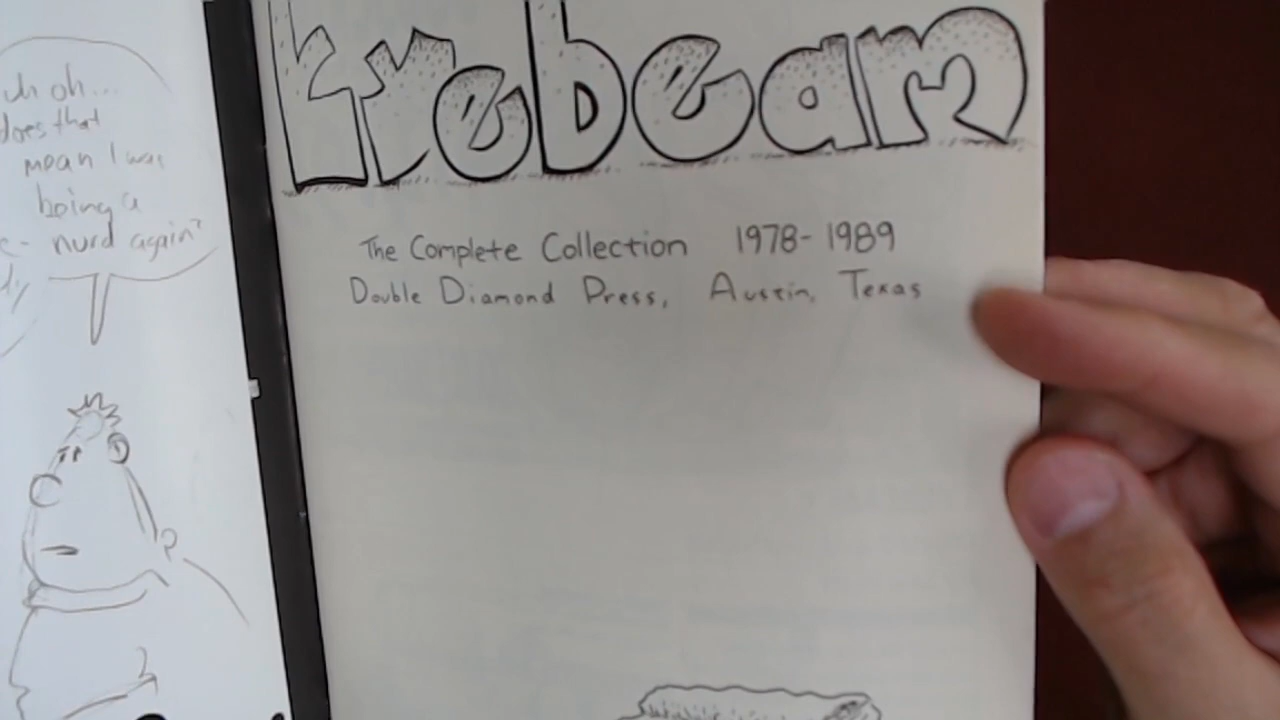 uh oh...
does that
mean I was
being a
nurd again?
Firebeam
The Complete Collection 1978-1989
Double Diamond Press, Austin, Texas